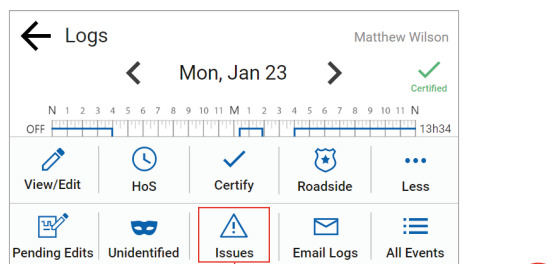 Logs
Matthew Wilson
Mon, Jan 23
Certified
N 1 2 3 4 5 6 7 8 9 10 11 M 1 2 3 4 5 6 7 8 9 10 11 N
OFF 13h34
View/Edit HoS Certify Roadside Less
Pending Edits Unidentified Issues Email Logs All Events